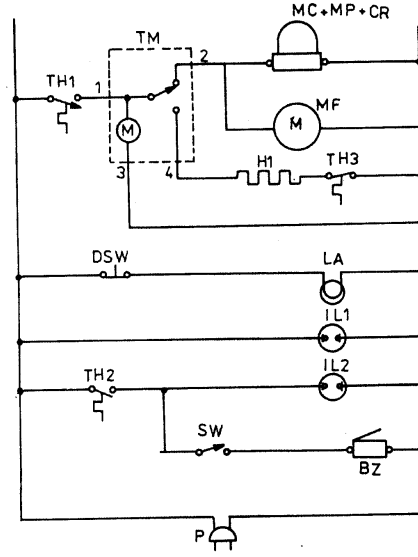 MC+MP+CR
TM
2
TH1
1
MF
M
M
3
4
H1
TH3
DSW
LA
IL1
TH2
IL2
SW
BZ
P